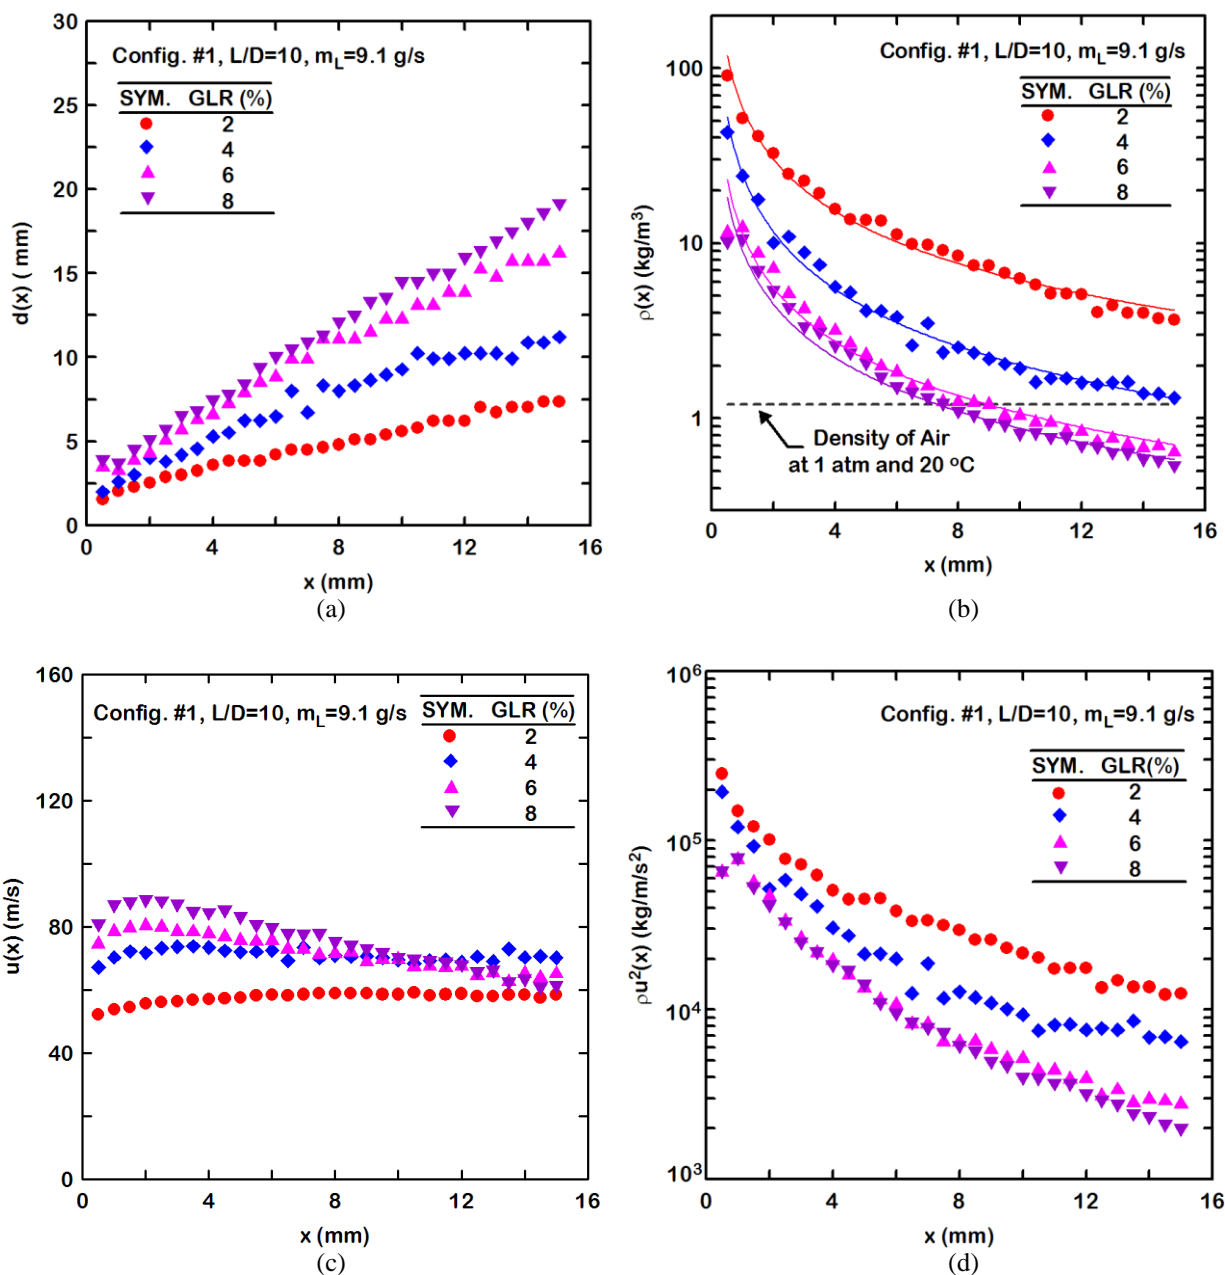 30
25
20
15
10
5
0
d(x) ( mm)
Config. #1, L/D=10, mL=9.1 g/s
SYM. GLR (%)
2
4
6
8
0 4 8 12 16
x (mm)
(a)
100
10
1
ρ(x) (kg/m³)
Config. #1, L/D=10, mL=9.1 g/s
SYM. GLR (%)
2
4
6
8
Density of Air
at 1 atm and 20 °C
0 4 8 12 16
x (mm)
(b)
160
120
80
40
0
u(x) (m/s)
Config. #1, L/D=10, mL=9.1 g/s
SYM. GLR (%)
2
4
6
8
0 4 8 12 16
x (mm)
(c)
10⁶
10⁵
10⁴
10³
ρu²(x) (kg/m/s²)
Config. #1, L/D=10, mL=9.1 g/s
SYM. GLR(%)
2
4
6
8
0 4 8 12 16
x (mm)
(d)